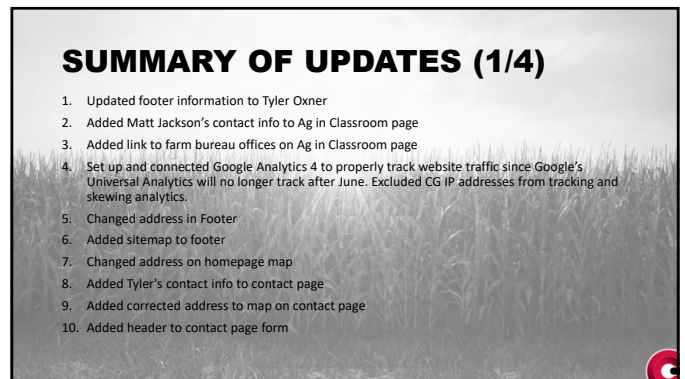 SUMMARY OF UPDATES (1/4)
1. Updated footer information to Tyler Oxner
2. Added Matt Jackson's contact info to Ag in Classroom page
3. Added link to farm bureau offices on Ag in Classroom page
4. Set up and connected Google Analytics 4 to properly track website traffic since Google's
Universal Analytics will no longer track after June. Excluded CG IP addresses from tracking and
skewing analytics.
5. Changed address in Footer
6. Added sitemap to footer
7. Changed address on homepage map
8. Added Tyler's contact info to contact page
9. Added corrected address to map on contact page
10. Added header to contact page form